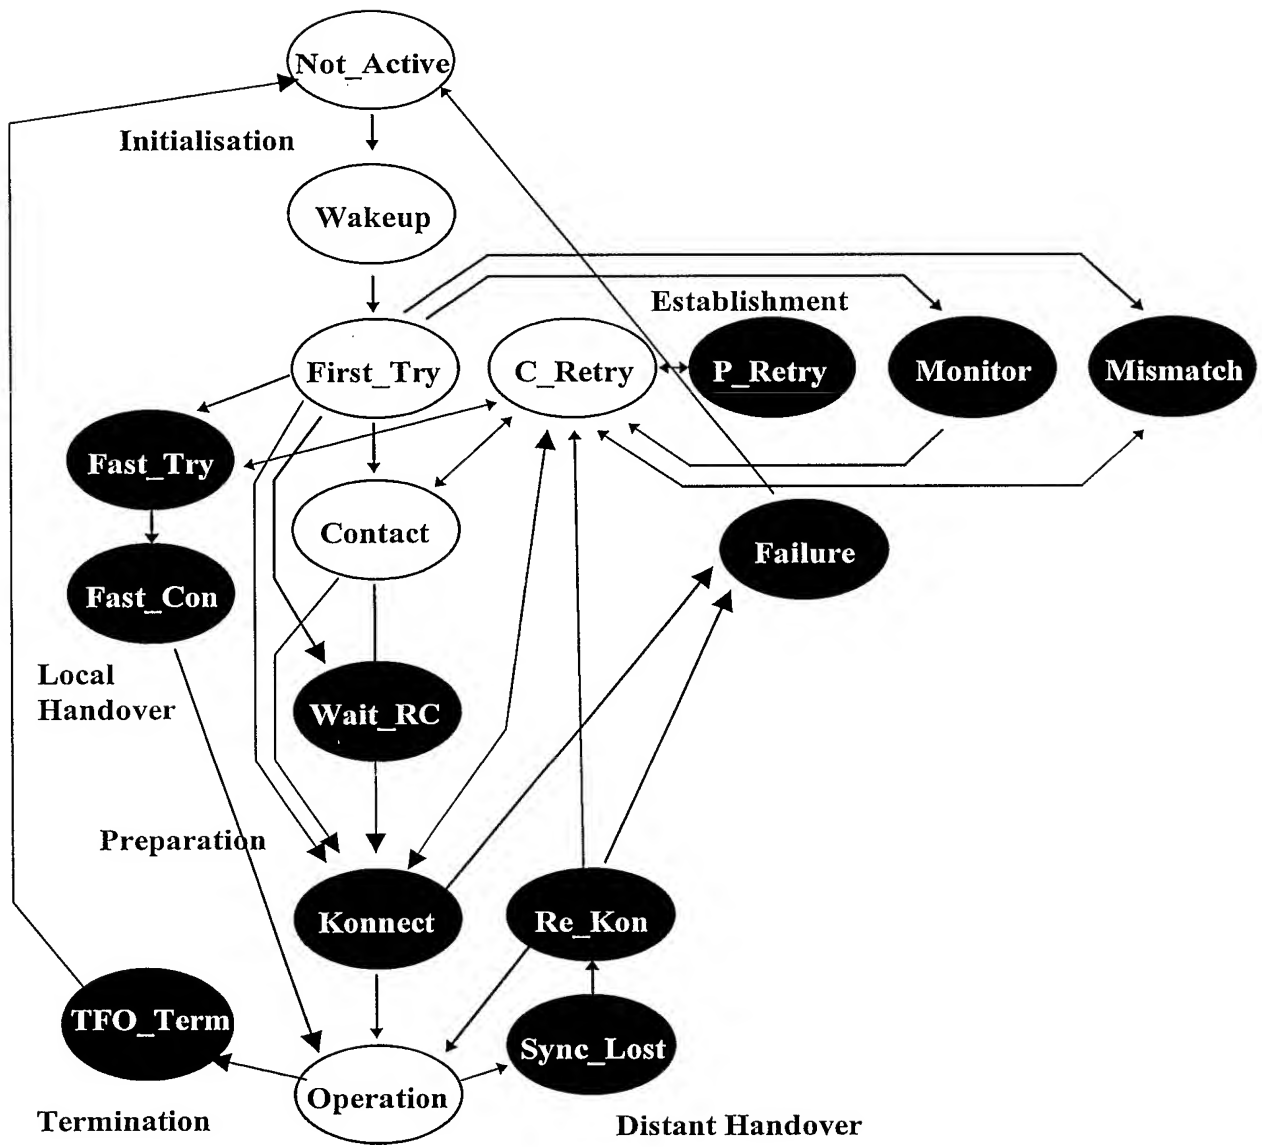 Not_Active
Initialisation
Wakeup
Establishment
First_Try
C_Retry
P_Retry
Monitor
Mismatch
Fast_Try
Contact
Failure
Fast_Con
Local
Handover
Wait_RC
Preparation
Konnect
Re_Kon
TFO_Term
Sync_Lost
Operation
Termination
Distant Handover